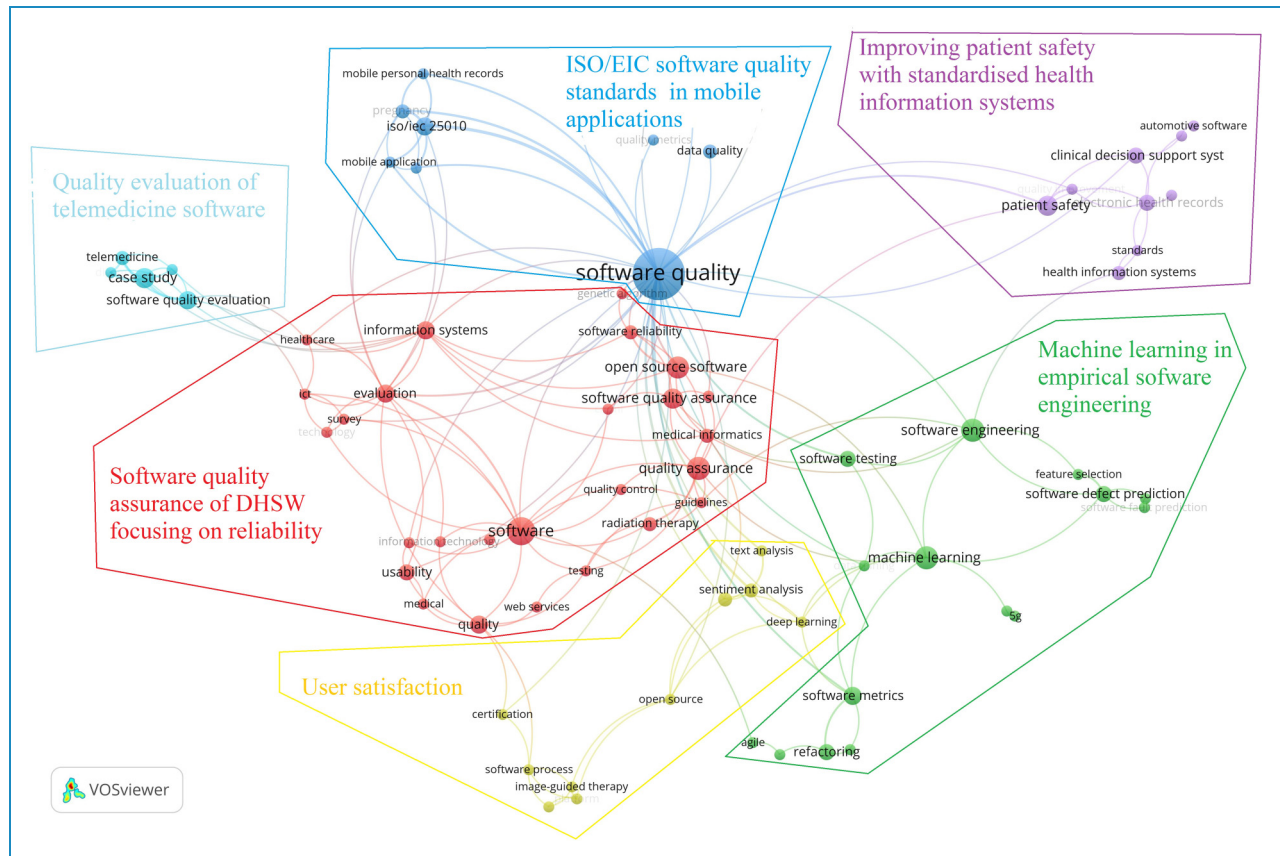 ISO/EIC software quality
standards in mobile
applications
mobile personal health records
pregnancy
iso/iec 25010
mobile application
quality metrics
data quality
software quality
Improving patient safety
with standardised health
information systems
automotive software
clinical decision support syst
patient safety
electronic health records
standards
health information systems
Quality evaluation of
telemedicine software
telemedicine
case study
software quality evaluation
genetic algorithm
healthcare
information systems
software reliability
open source software
ict
evaluation
software quality assurance
survey
technology
medical informatics
quality assurance
Software quality
assurance of DHSW
focusing on reliability
quality control
guidelines
software
radiation therapy
information technology
usability
testing
medical
web services
quality
Machine learning in
empirical sofware
engineering
software engineering
software testing
feature selection
software defect prediction
software fault prediction
machine learning
5g
software metrics
agile
refactoring
text analysis
sentiment analysis
deep learning
User satisfaction
open source
certification
software process
image-guided therapy
VOSviewer